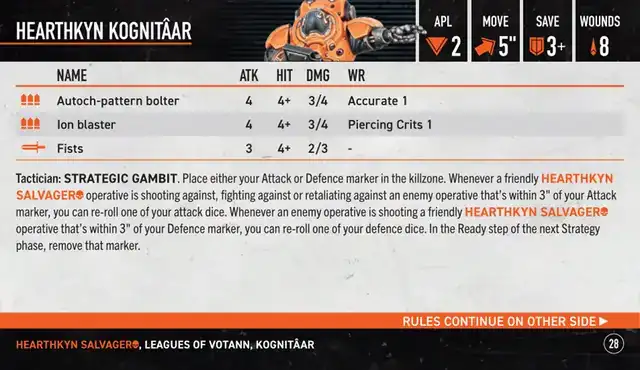 HEARTHKYN KOGNITÂAR
APL 2
MOVE 5"
SAVE 3+
WOUNDS 8
NAME ATK HIT DMG WR
Autoch-pattern bolter 4 4+ 3/4 Accurate 1
Ion blaster 4 4+ 3/4 Piercing Crits 1
Fists 3 4+ 2/3 -
Tactician: STRATEGIC GAMBIT. Place either your Attack or Defence marker in the killzone. Whenever a friendly HEARTHKYN
SALVAGER operative is shooting against, fighting against or retaliating against an enemy operative that's within 3" of your Attack
marker, you can re-roll one of your attack dice. Whenever an enemy operative is shooting a friendly HEARTHKYN SALVAGER
operative that's within 3" of your Defence marker, you can re-roll one of your defence dice. In the Ready step of the next Strategy
phase, remove that marker.
RULES CONTINUE ON OTHER SIDE ▶
HEARTHKYN SALVAGER, LEAGUES OF VOTANN, KOGNITÂAR
28